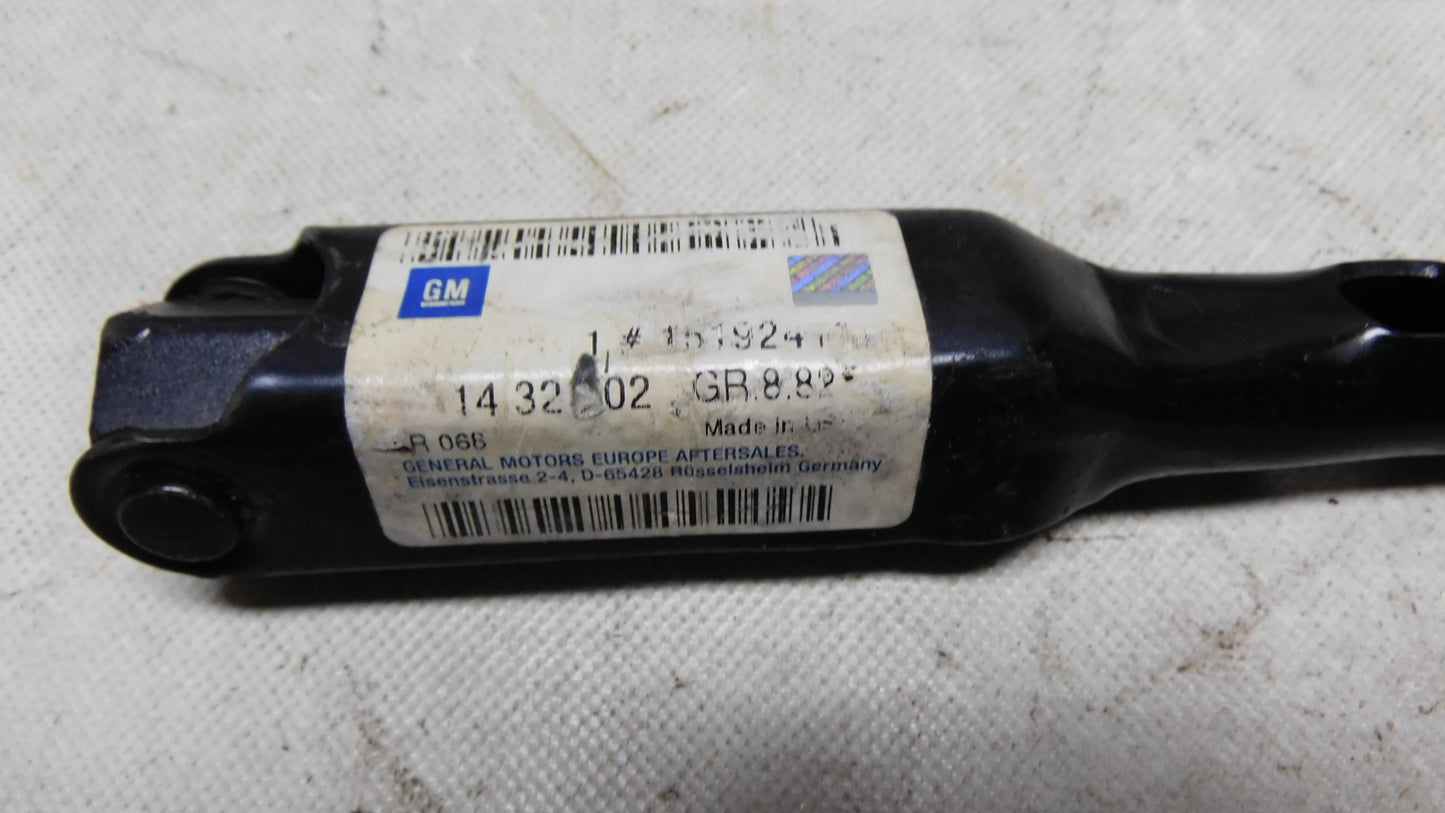 GM
1 #
14 32 02 GR.8.82
R 068 Made in
GENERAL MOTORS EUROPE AFTERSALES.
Eisenstrasse 2-4, D-65428 Rüsselsheim Germany